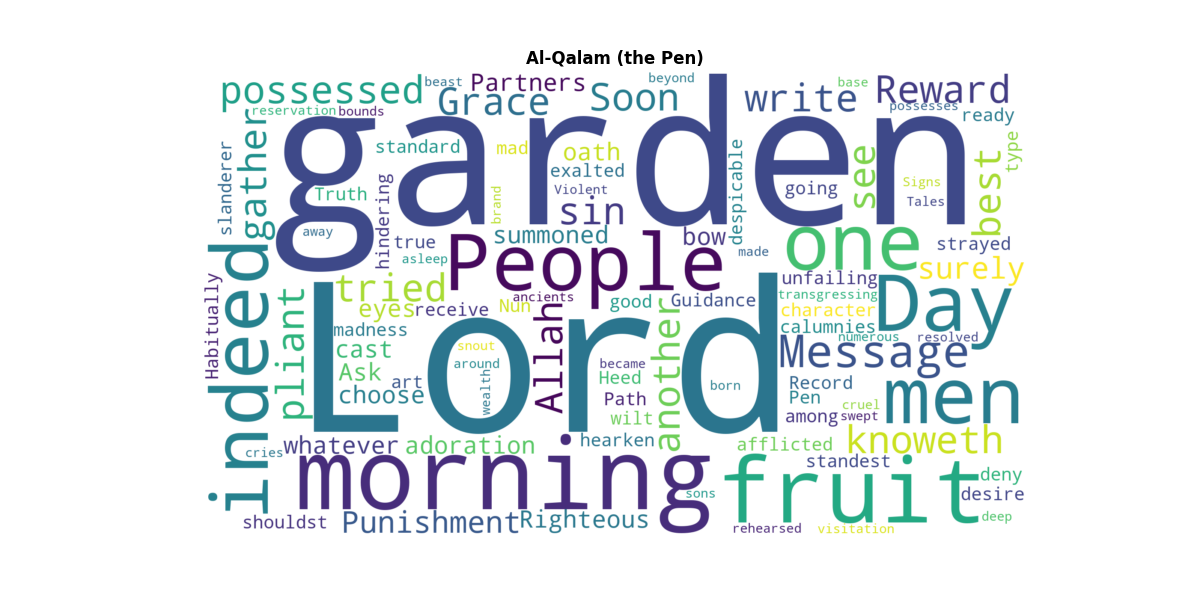 Al-Qalam (the Pen)
possessed
beast
Partners
beyond
base
Reward
Grace
Soon
write
possesses
reservation
bounds
ready
garden
gather
slanderer
standard
mad
oath
exalted
despicable
see
best
type
Truth
hindering
brand
Violent
sin
going
Signs
Tales
away
true
asleep
summoned
bow
made
one
strayed
People
surely
indeed
Habitually
pliant
tried
eyes
receive
ancients
Nun
good
Guidance
unfailing
transgressing
character
calumnies
Day
numerous
resolved
Lord
madness
cast
Ask
art
choose
snout
around
wealth
Allah
became
Heed
Path
wilt
another
born
Message
Record
Pen
cruel
among
swept
men
cries
whatever
adoration
hearken
afflicted
knoweth
morning
standest
fruit
deny
desire
sons
deep
shouldst
Punishment
Righteous
rehearsed
visitation